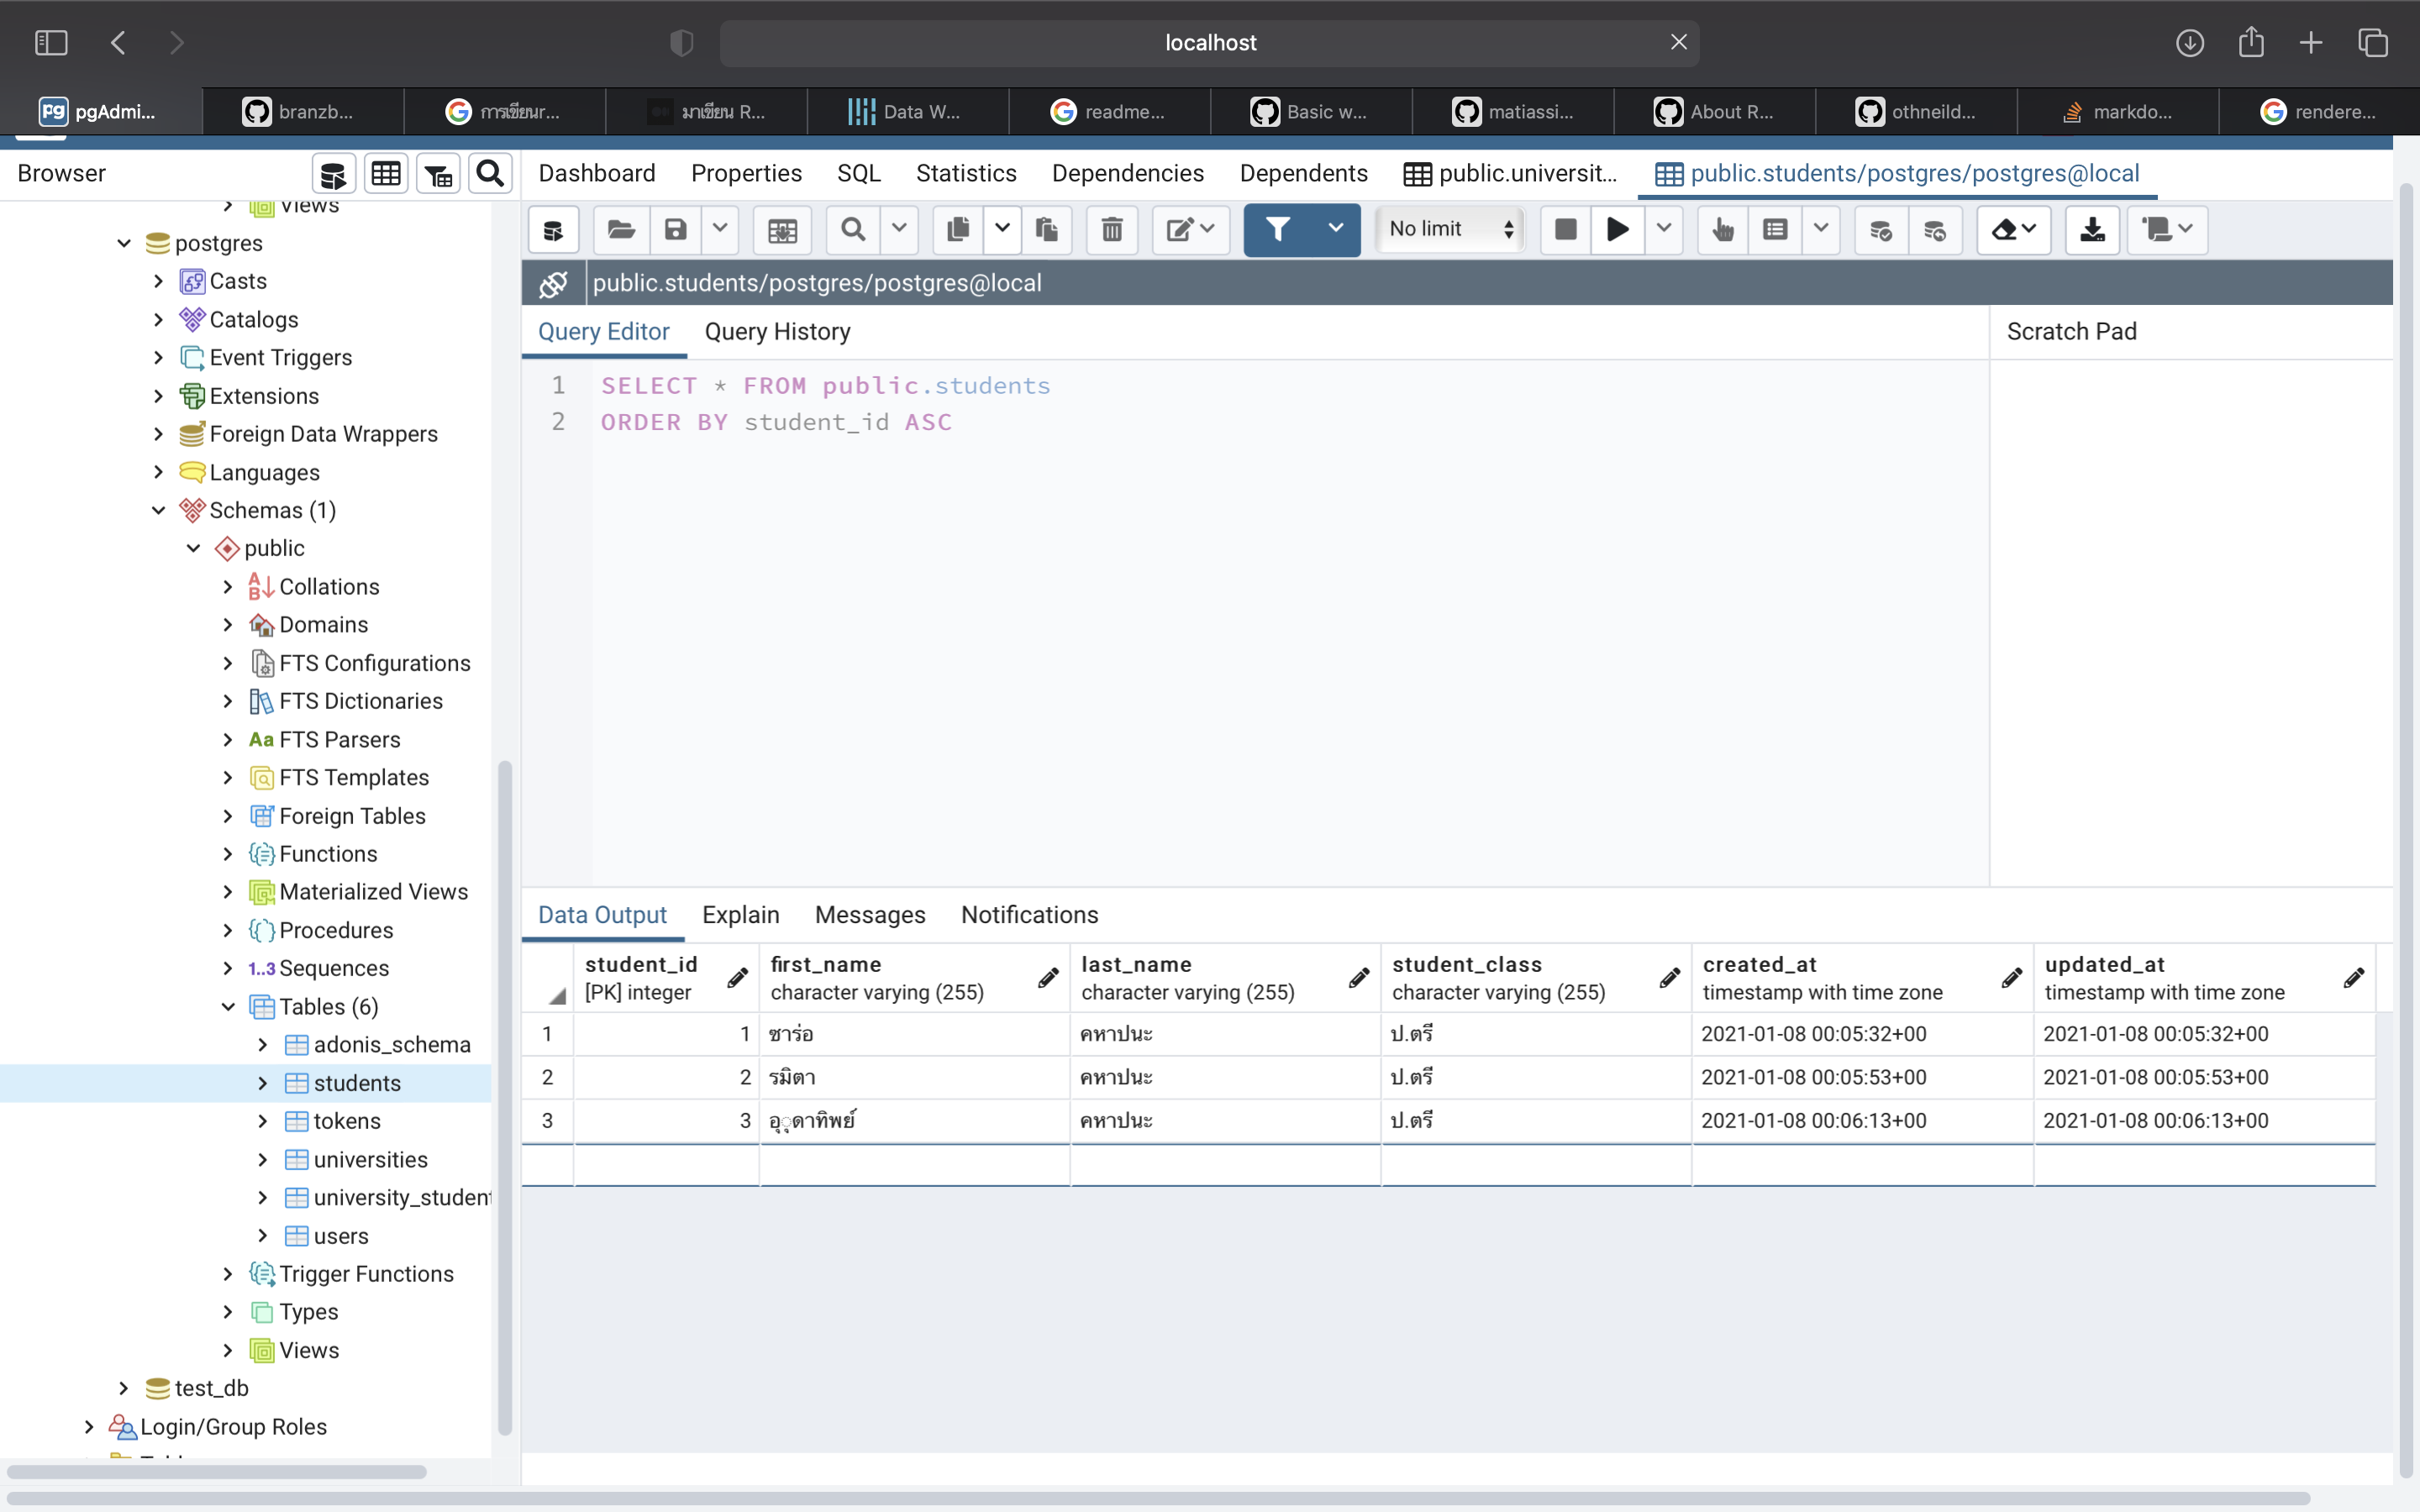 localhost
pgAdmi...
branzb...
การเขียนร...
มาเขียน R...
Data W...
readme...
Basic w...
matiassi...
About R...
othneild...
markdo...
rendere...
Browser
Dashboard Properties SQL Statistics Dependencies Dependents public.universit... public.students/postgres/postgres@local
No limit
public.students/postgres/postgres@local
Query Editor Query History
Scratch Pad
1 SELECT * FROM public.students
2 ORDER BY student_id ASC
Views
postgres
Casts
Catalogs
Event Triggers
Extensions
Foreign Data Wrappers
Languages
Schemas (1)
public
Collations
Domains
FTS Configurations
FTS Dictionaries
Aa FTS Parsers
FTS Templates
Foreign Tables
Functions
Materialized Views
Procedures
1..3 Sequences
Tables (6)
adonis_schema
students
tokens
universities
university_student
users
Trigger Functions
Types
Views
test_db
Login/Group Roles
Data Output Explain Messages Notifications
student_id first_name last_name student_class created_at updated_at
[PK] integer character varying (255) character varying (255) character varying (255) timestamp with time zone timestamp with time zone
1 1 ซาร่อ คหาปนะ ป.ตรี 2021-01-08 00:05:32+00 2021-01-08 00:05:32+00
2 2 รมิตา คหาปนะ ป.ตรี 2021-01-08 00:05:53+00 2021-01-08 00:05:53+00
3 3 อุุดาทิพย์ คหาปนะ ป.ตรี 2021-01-08 00:06:13+00 2021-01-08 00:06:13+00